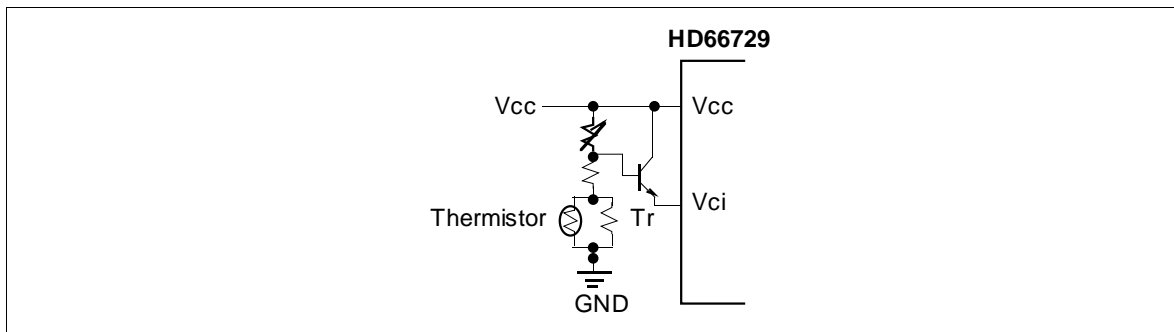 HD66729
Vcc
Vcc
Vci
Thermistor
Tr
GND